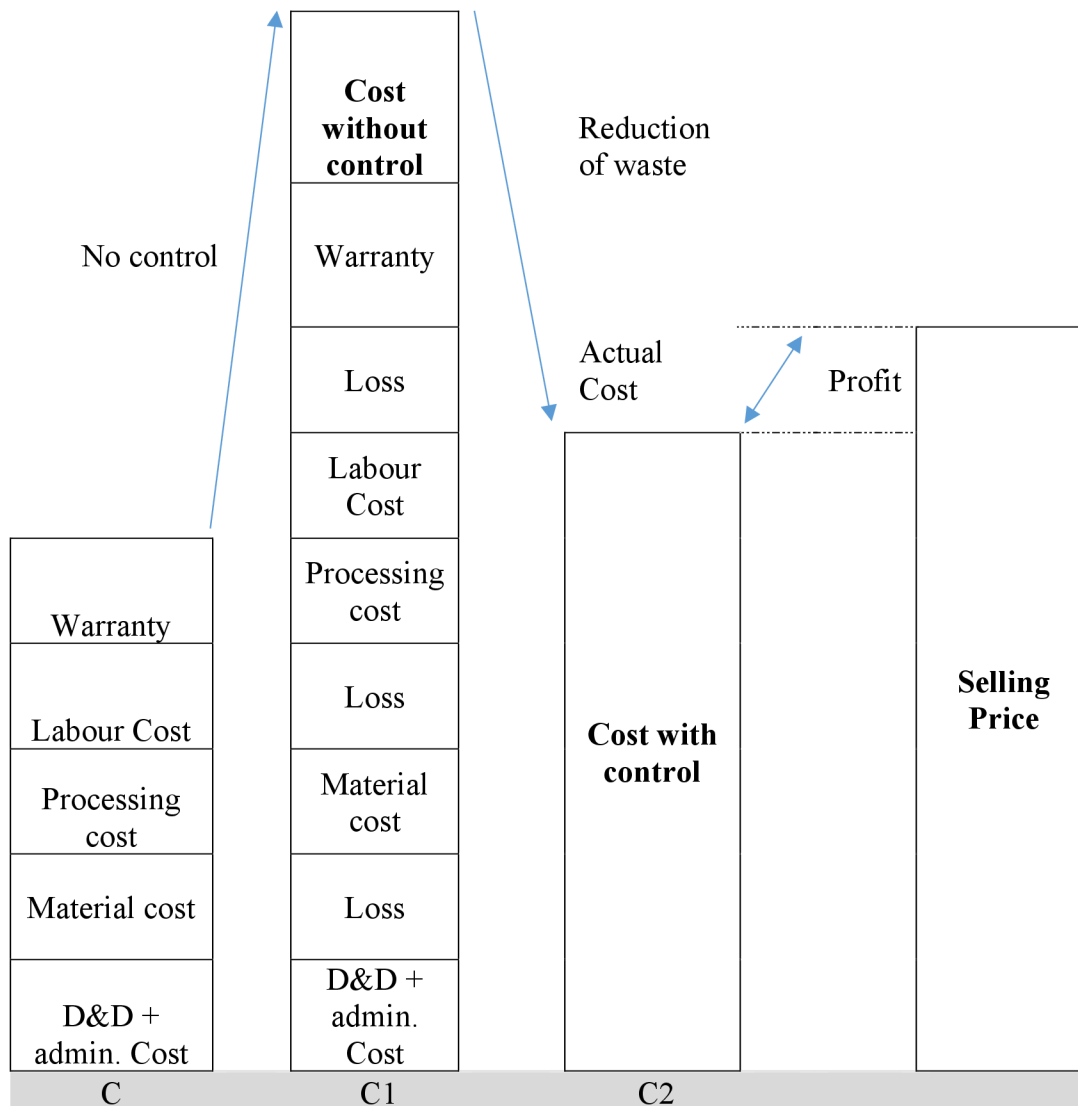 Cost
without
control
Reduction
of waste
No control
Warranty
Loss
Actual
Cost
Profit
Labour
Cost
Processing
cost
Warranty
Loss
Selling
Price
Labour Cost
Cost with
control
Material
cost
Processing
cost
Material cost
Loss
D&D +
admin.
Cost
D&D +
admin. Cost
C
C1
C2